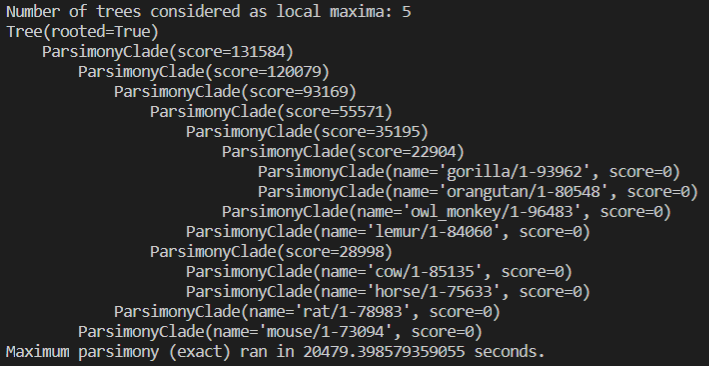 Number of trees considered as local maxima: 5
Tree(rooted=True)
    ParsimonyClade(score=131584)
        ParsimonyClade(score=120079)
            ParsimonyClade(score=93169)
                ParsimonyClade(score=55571)
                    ParsimonyClade(score=35195)
                        ParsimonyClade(score=22904)
                            ParsimonyClade(name='gorilla/1-93962', score=0)
                            ParsimonyClade(name='orangutan/1-80548', score=0)
                        ParsimonyClade(name='owl_monkey/1-96483', score=0)
                    ParsimonyClade(name='lemur/1-84060', score=0)
                ParsimonyClade(score=28998)
                    ParsimonyClade(name='cow/1-85135', score=0)
                    ParsimonyClade(name='horse/1-75633', score=0)
            ParsimonyClade(name='rat/1-78983', score=0)
        ParsimonyClade(name='mouse/1-73094', score=0)
Maximum parsimony (exact) ran in 20479.398579359055 seconds.